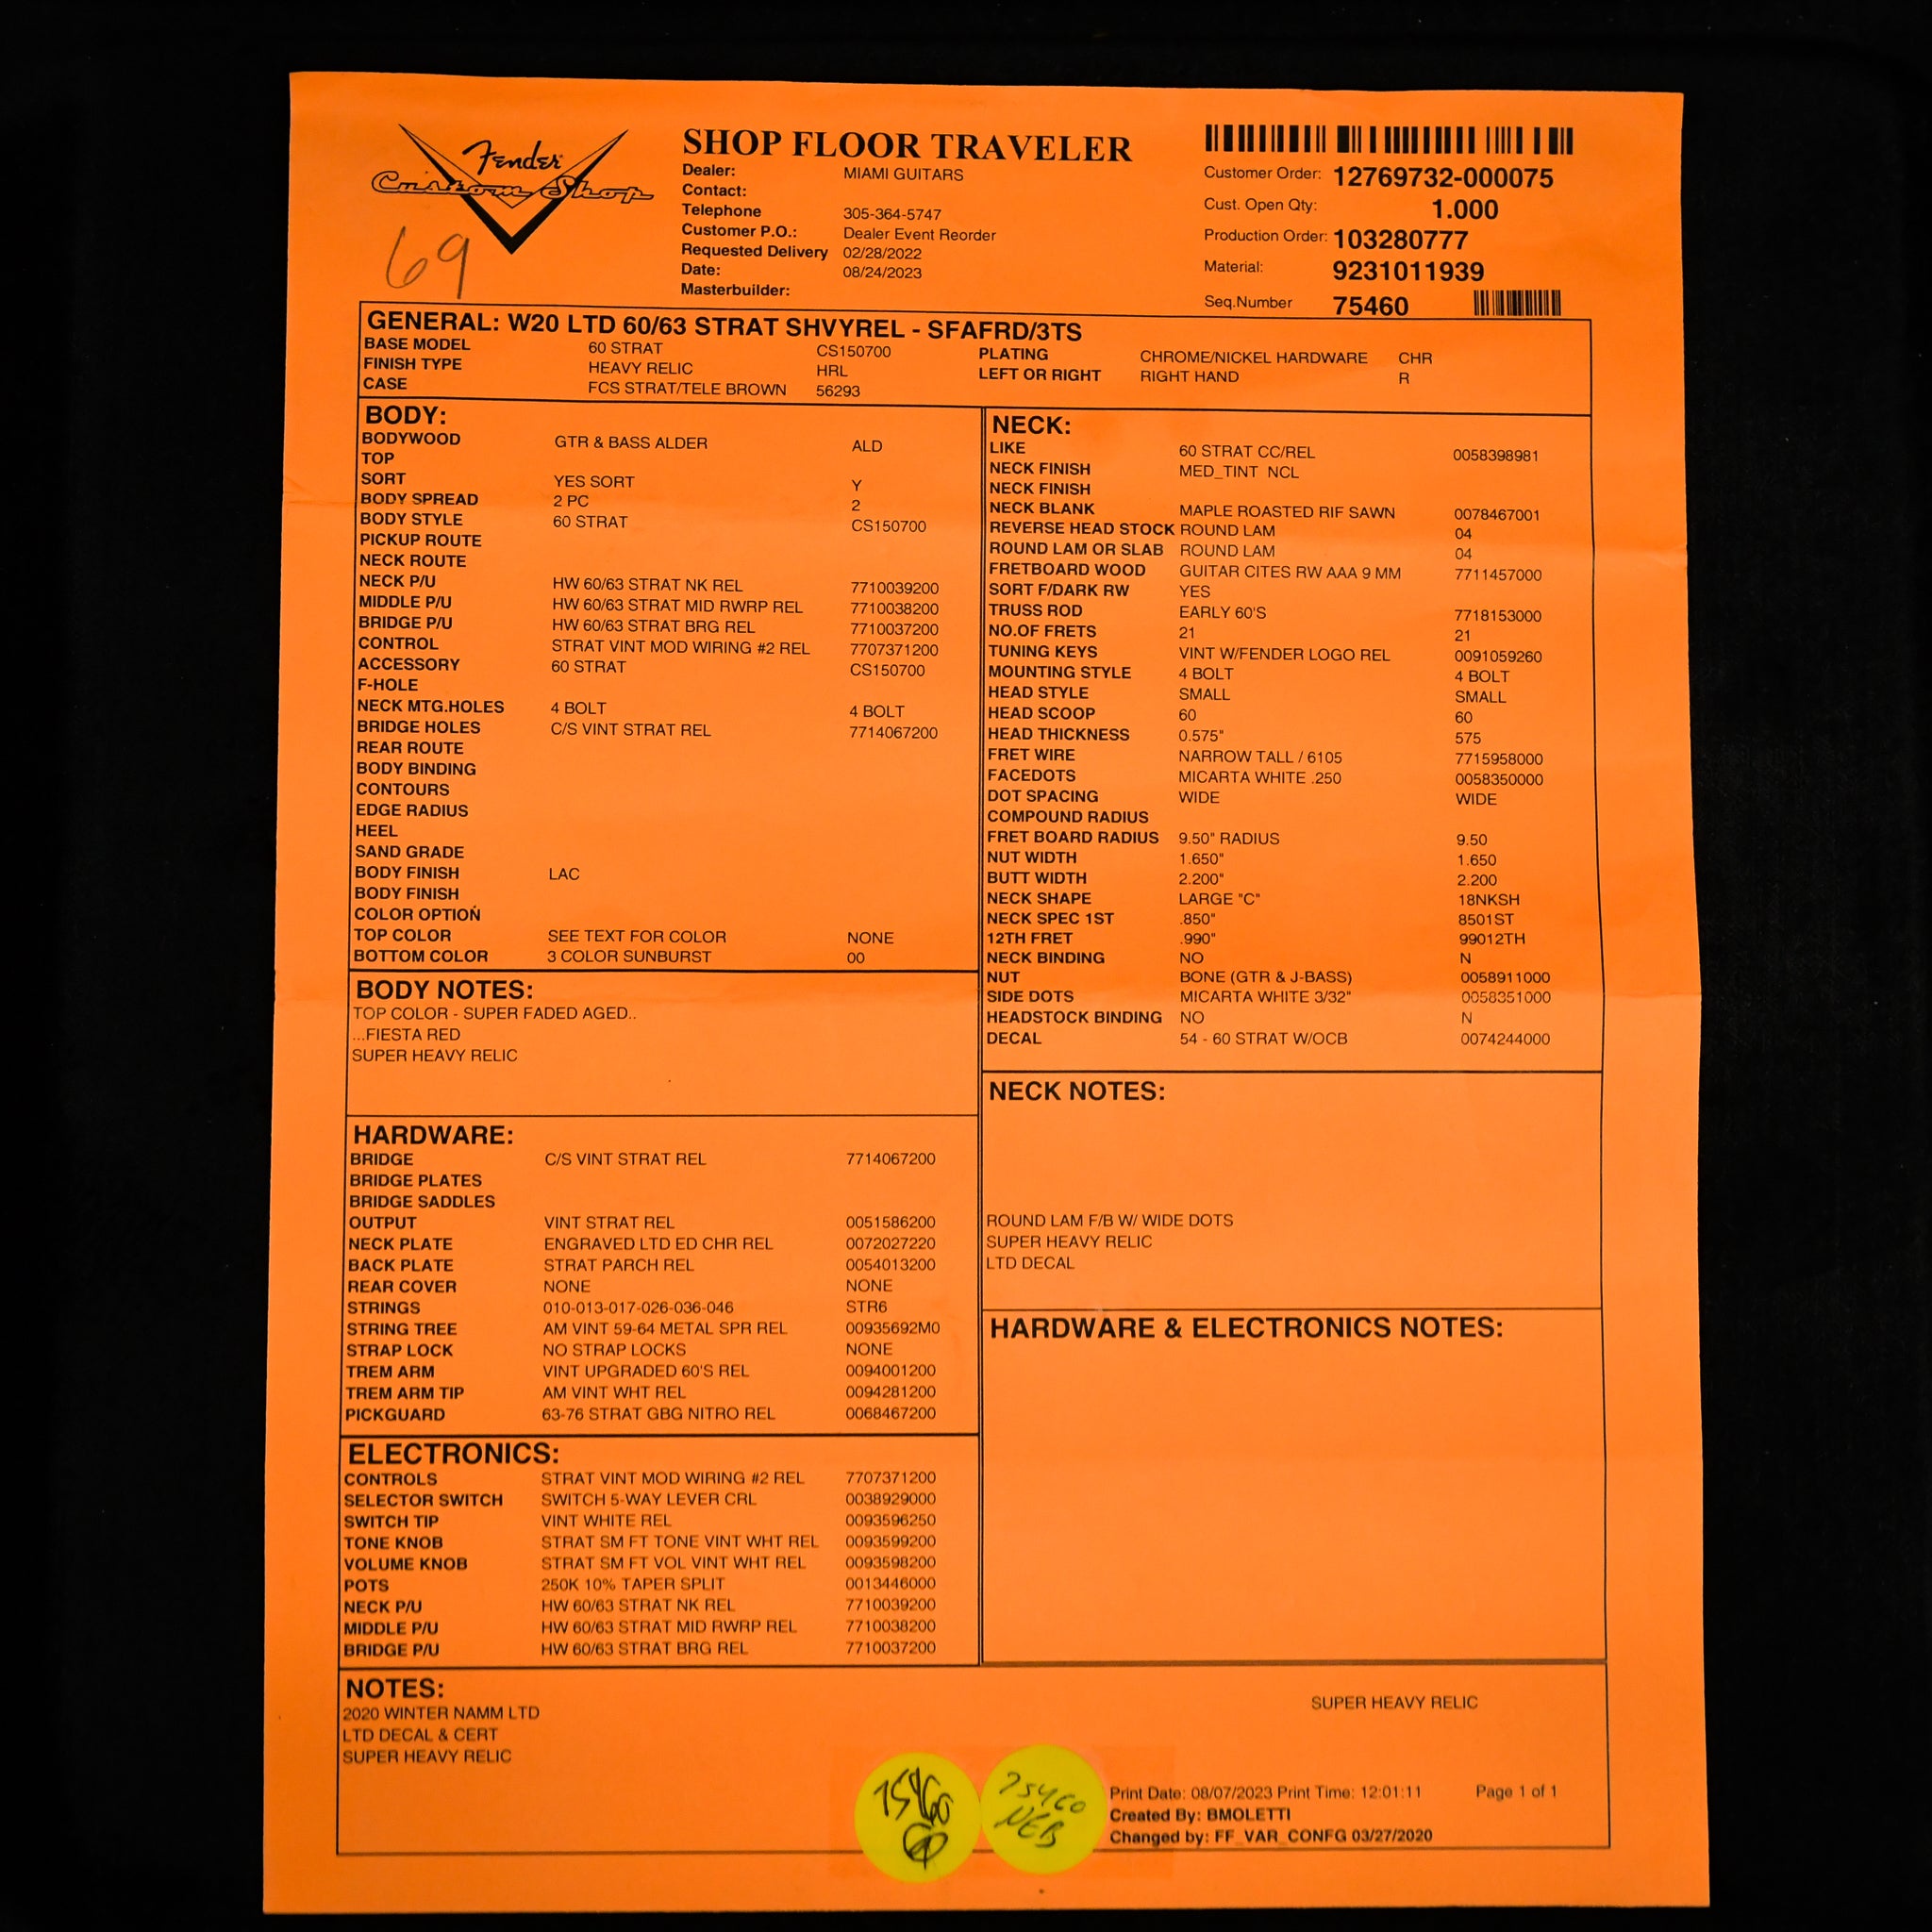 Fender
Custom Shop
69
SHOP FLOOR TRAVELER
Dealer: MIAMI GUITARS
Contact:
Telephone 305-364-5747
Customer P.O.: Dealer Event Reorder
Requested Delivery 02/28/2022
Date: 08/24/2023
Masterbuilder:
Customer Order: 12769732-000075
Cust. Open Qty: 1.000
Production Order: 103280777
Material: 9231011939
Seq.Number 75460
GENERAL: W20 LTD 60/63 STRAT SHVYREL - SFAFRD/3TS
BASE MODEL 60 STRAT CS150700
FINISH TYPE HEAVY RELIC HRL
CASE FCS STRAT/TELE BROWN 56293
PLATING CHROME/NICKEL HARDWARE CHR
LEFT OR RIGHT RIGHT HAND R
BODY:
BODYWOOD GTR & BASS ALDER ALD
TOP
SORT YES SORT Y
BODY SPREAD 2 PC 2
BODY STYLE 60 STRAT CS150700
PICKUP ROUTE
NECK ROUTE
NECK P/U HW 60/63 STRAT NK REL 7710039200
MIDDLE P/U HW 60/63 STRAT MID RWRP REL 7710038200
BRIDGE P/U HW 60/63 STRAT BRG REL 7710037200
CONTROL STRAT VINT MOD WIRING #2 REL 7707371200
ACCESSORY 60 STRAT CS150700
F-HOLE
NECK MTG.HOLES 4 BOLT 4 BOLT
BRIDGE HOLES C/S VINT STRAT REL 7714067200
REAR ROUTE
BODY BINDING
CONTOURS
EDGE RADIUS
HEEL
SAND GRADE
BODY FINISH LAC
BODY FINISH
COLOR OPTION
TOP COLOR SEE TEXT FOR COLOR NONE
BOTTOM COLOR 3 COLOR SUNBURST 00
BODY NOTES:
TOP COLOR - SUPER FADED AGED..
...FIESTA RED
SUPER HEAVY RELIC
HARDWARE:
BRIDGE C/S VINT STRAT REL 7714067200
BRIDGE PLATES
BRIDGE SADDLES
OUTPUT VINT STRAT REL 0051586200
NECK PLATE ENGRAVED LTD ED CHR REL 0072027220
BACK PLATE STRAT PARCH REL 0054013200
REAR COVER NONE NONE
STRINGS 010-013-017-026-036-046 STR6
STRING TREE AM VINT 59-64 METAL SPR REL 00935692M0
STRAP LOCK NO STRAP LOCKS NONE
TREM ARM VINT UPGRADED 60'S REL 0094001200
TREM ARM TIP AM VINT WHT REL 0094281200
PICKGUARD 63-76 STRAT GBG NITRO REL 0068467200
ELECTRONICS:
CONTROLS STRAT VINT MOD WIRING #2 REL 7707371200
SELECTOR SWITCH SWITCH 5-WAY LEVER CRL 0038929000
SWITCH TIP VINT WHITE REL 0093596250
TONE KNOB STRAT SM FT TONE VINT WHT REL 0093599200
VOLUME KNOB STRAT SM FT VOL VINT WHT REL 0093598200
POTS 250K 10% TAPER SPLIT 0013446000
NECK P/U HW 60/63 STRAT NK REL 7710039200
MIDDLE P/U HW 60/63 STRAT MID RWRP REL 7710038200
BRIDGE P/U HW 60/63 STRAT BRG REL 7710037200
NECK:
LIKE 60 STRAT CC/REL 0058398981
NECK FINISH MED_TINT NCL
NECK FINISH
NECK BLANK MAPLE ROASTED RIF SAWN 0078467001
REVERSE HEAD STOCK ROUND LAM 04
ROUND LAM OR SLAB ROUND LAM 04
FRETBOARD WOOD GUITAR CITES RW AAA 9 MM 7711457000
SORT F/DARK RW YES
TRUSS ROD EARLY 60'S 7718153000
NO.OF FRETS 21 21
TUNING KEYS VINT W/FENDER LOGO REL 0091059260
MOUNTING STYLE 4 BOLT 4 BOLT
HEAD STYLE SMALL SMALL
HEAD SCOOP 60 60
HEAD THICKNESS 0.575" 575
FRET WIRE NARROW TALL / 6105 7715958000
FACEDOTS MICARTA WHITE .250 0058350000
DOT SPACING WIDE WIDE
COMPOUND RADIUS
FRET BOARD RADIUS 9.50" RADIUS 9.50
NUT WIDTH 1.650" 1.650
BUTT WIDTH 2.200" 2.200
NECK SHAPE LARGE "C" 18NKSH
NECK SPEC 1ST .850" 8501ST
12TH FRET .990" 99012TH
NECK BINDING NO N
NUT BONE (GTR & J-BASS) 0058911000
SIDE DOTS MICARTA WHITE 3/32" 0058351000
HEADSTOCK BINDING NO N
DECAL 54 - 60 STRAT W/OCB 0074244000
NECK NOTES:
ROUND LAM F/B W/ WIDE DOTS
SUPER HEAVY RELIC
LTD DECAL
HARDWARE & ELECTRONICS NOTES:
NOTES:
2020 WINTER NAMM LTD
LTD DECAL & CERT
SUPER HEAVY RELIC
SUPER HEAVY RELIC
75460
75460
NEB
Print Date: 08/07/2023 Print Time: 12:01:11 Page 1 of 1
Created By: BMOLETTI
Changed by: FF_VAR_CONFG 03/27/2020